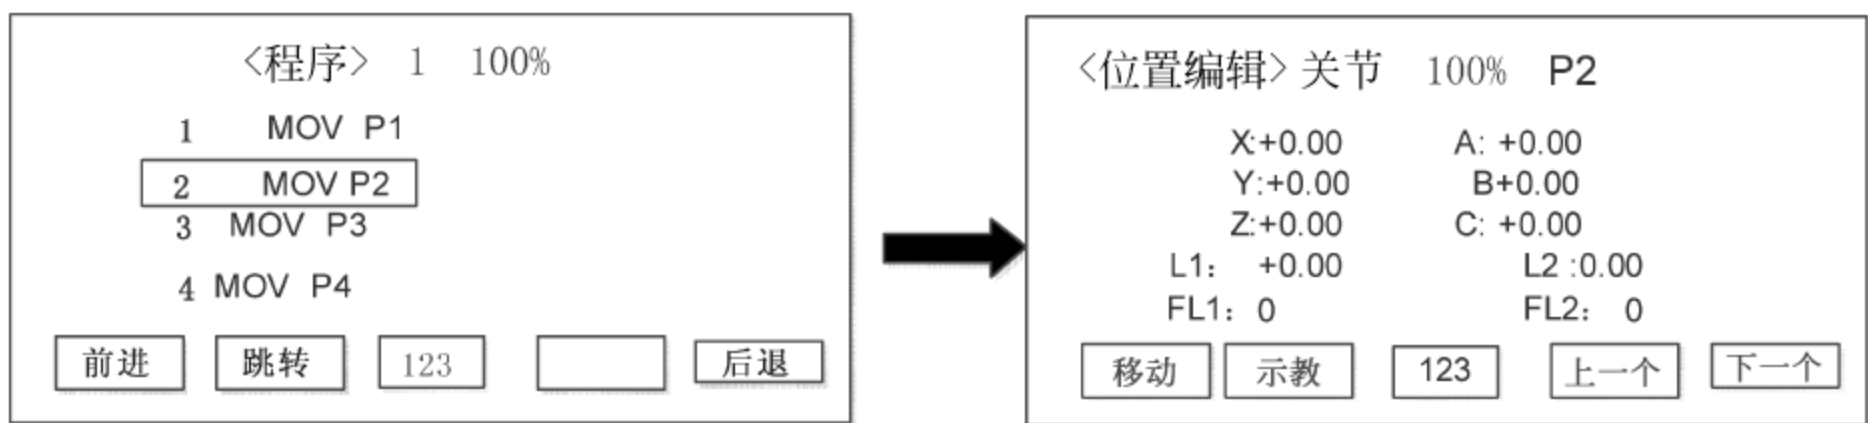 <程序> 1 100%
1 MOV P1
2 MOV P2
3 MOV P3
4 MOV P4
前进 跳转 123 后退
<位置编辑> 关节 100% P2
X:+0.00 A: +0.00
Y:+0.00 B+0.00
Z:+0.00 C: +0.00
L1： +0.00 L2 :0.00
FL1：0 FL2： 0
移动 示教 123 上一个 下一个